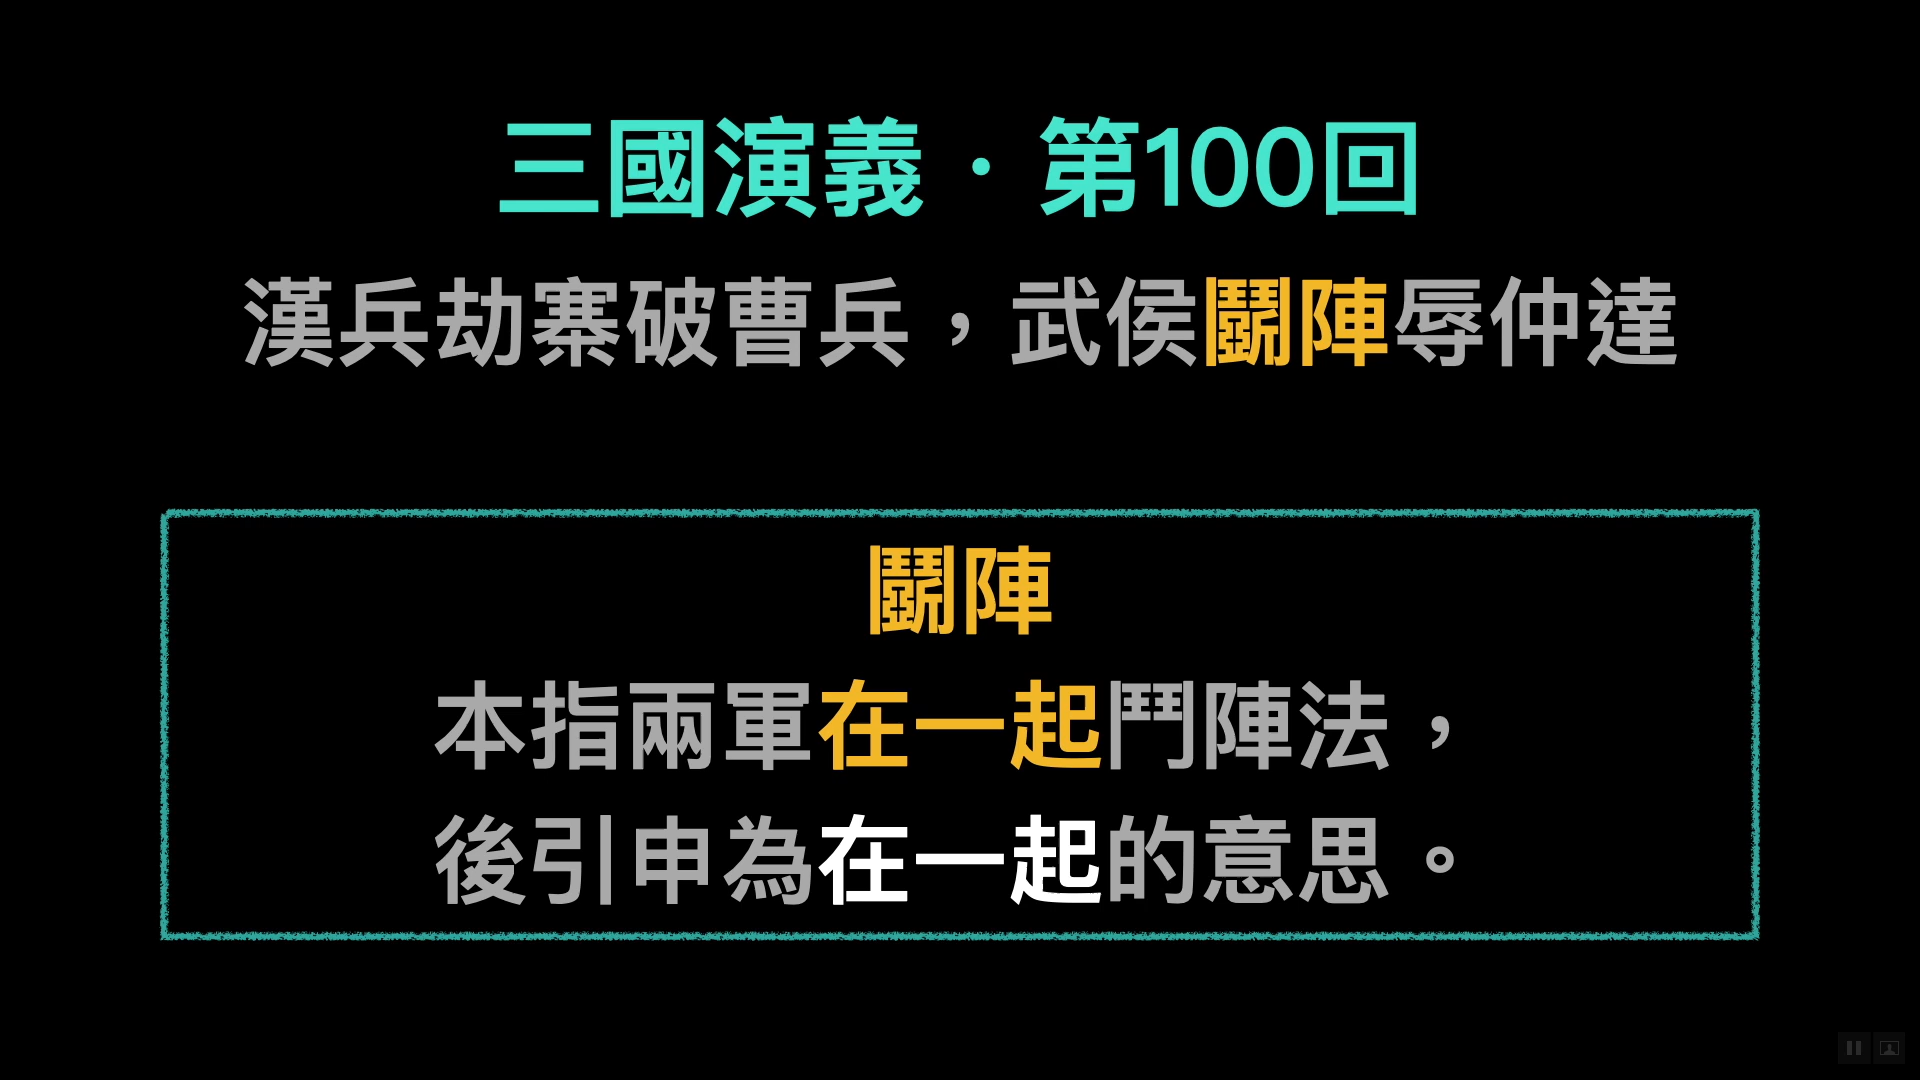 三國演義．第100回
漢兵劫寨破曹兵，武侯鬭陣辱仲達
鬭陣
本指兩軍在一起鬥陣法，
後引申為在一起的意思。